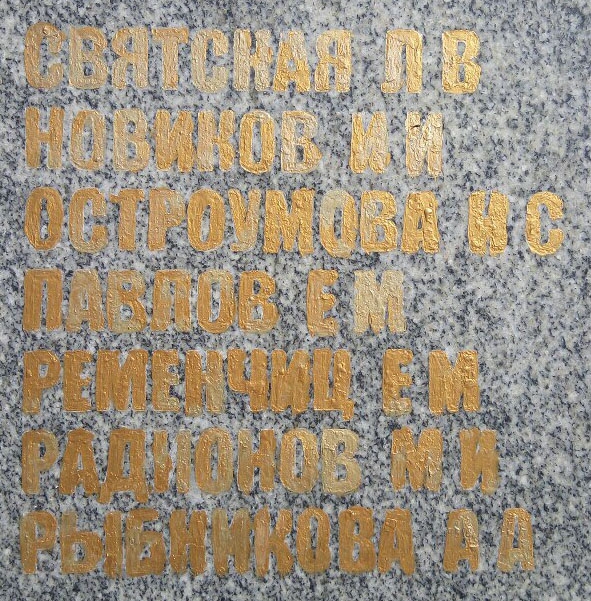 СВЯТСКАЯ Л В
НОВИКОВ И И
ОСТРОУМОВА Н С
ПАВЛОВ Е М
РЕМЕНЧИЦ Е М
РАДИОНОВ М И
РЫБНИКОВА А А